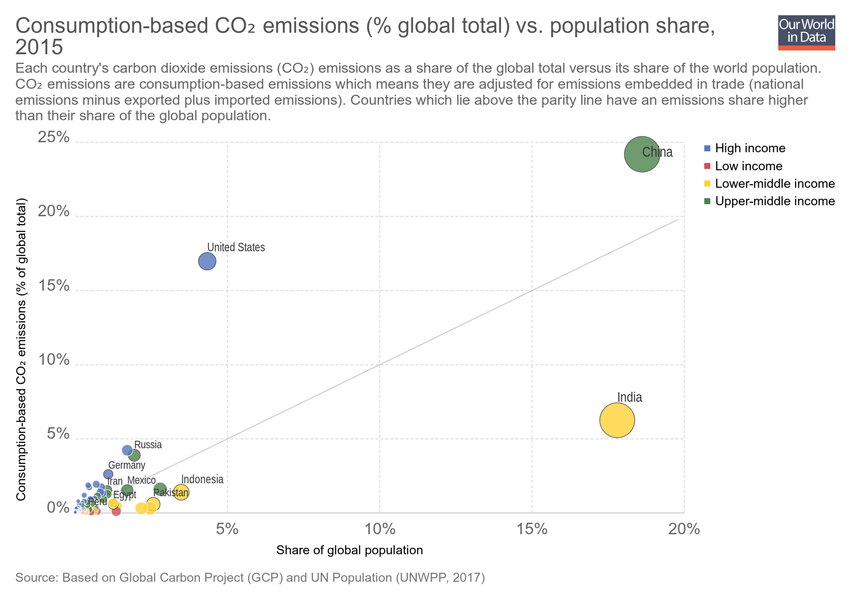 Consumption-based CO₂ emissions (% global total) vs. population share,
2015
Our World
in Data
Each country's carbon dioxide emissions (CO₂) emissions as a share of the global total versus its share of the world population.
CO₂ emissions are consumption-based emissions which means they are adjusted for emissions embedded in trade (national
emissions minus exported plus imported emissions). Countries which lie above the parity line have an emissions share higher
than their share of the global population.
25%
20%
15%
10%
5%
0%
Consumption-based CO₂ emissions (% of global total)
China
United States
India
Russia
Germany
Iran
Mexico
Indonesia
Pakistan
Egypt
Peru
High income
Low income
Lower-middle income
Upper-middle income
5%
10%
15%
20%
Share of global population
Source: Based on Global Carbon Project (GCP) and UN Population (UNWPP, 2017)